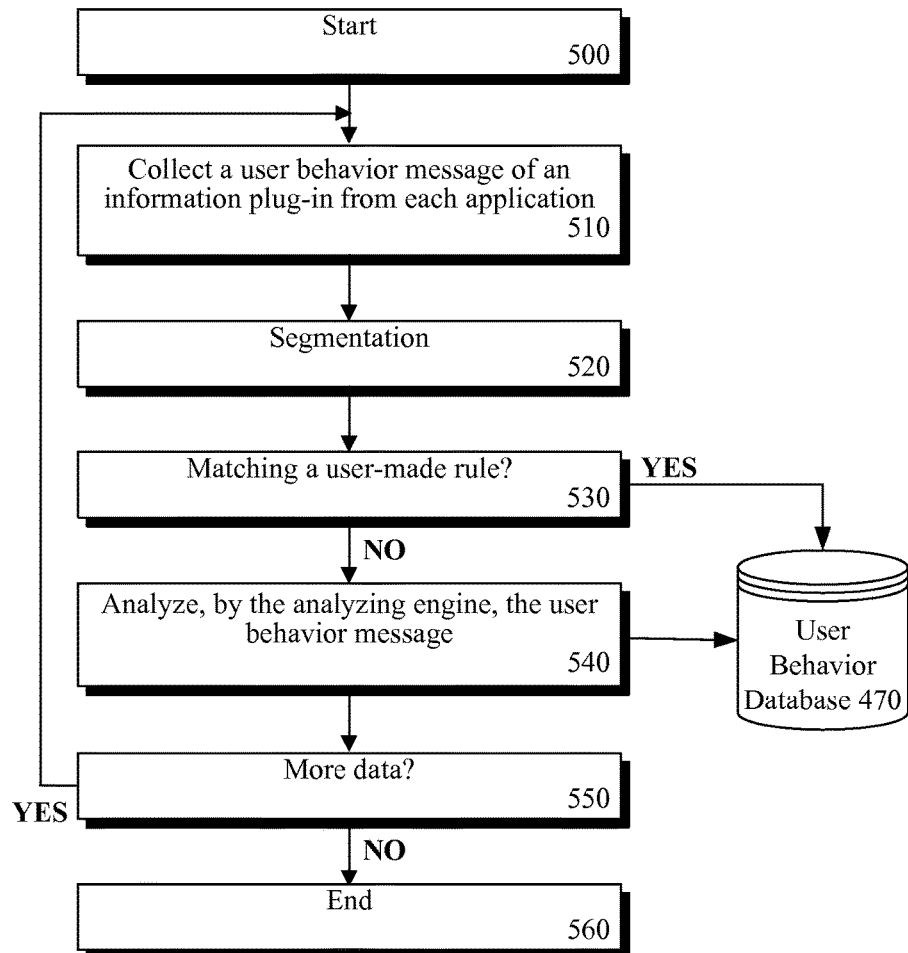 Start
500
Collect a user behavior message of an
information plug-in from each application
510
Segmentation
520
Matching a user-made rule?
530
YES
NO
Analyze, by the analyzing engine, the user
behavior message
540
User
Behavior
Database 470
More data?
550
YES
NO
End
560